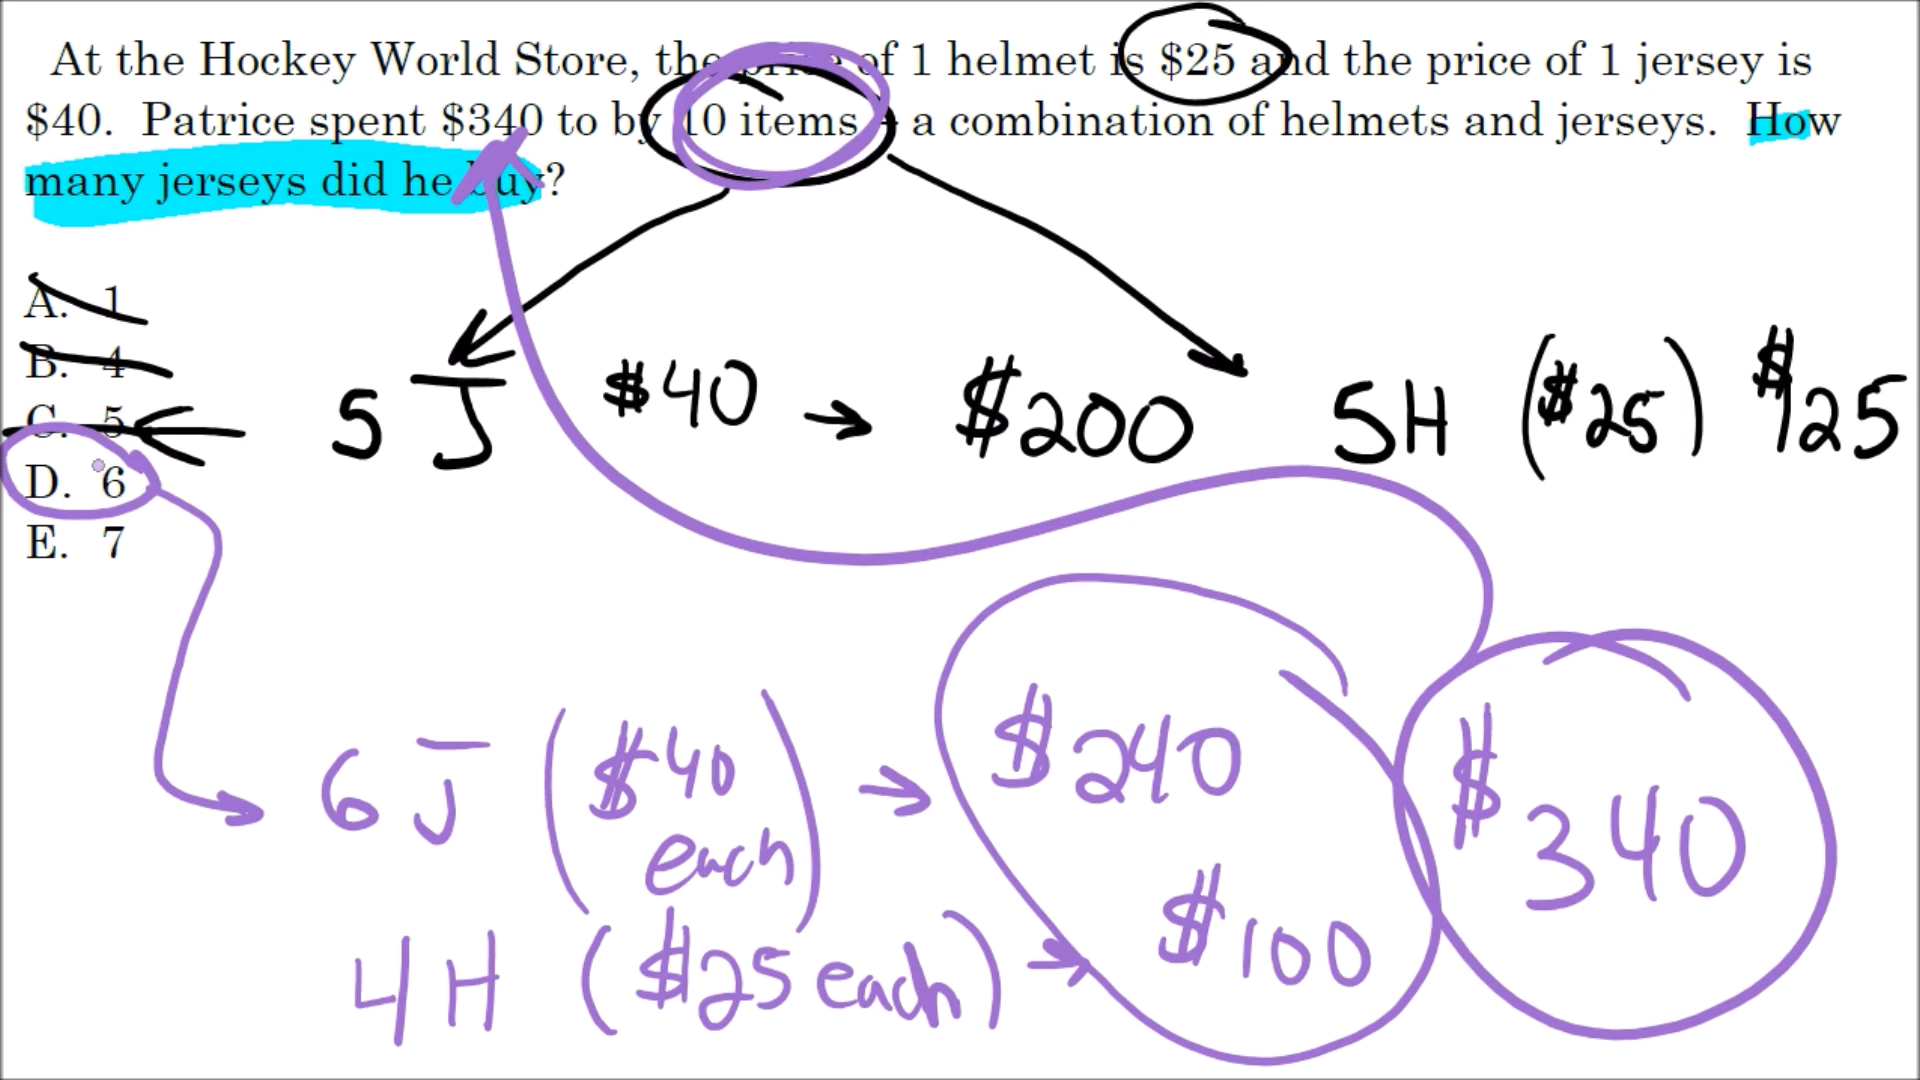 At the Hockey World Store, the price of 1 helmet is $25 and the price of 1 jersey is
$40. Patrice spent $340 to by 10 items - a combination of helmets and jerseys. How
many jerseys did he buy?
A. 1
B. 4
C. 5
D. 6
E. 7
5 J $40 → $200 5H ($25) $125
6 J ($40 each) → $240
4 H ($25 each) → $100
$340